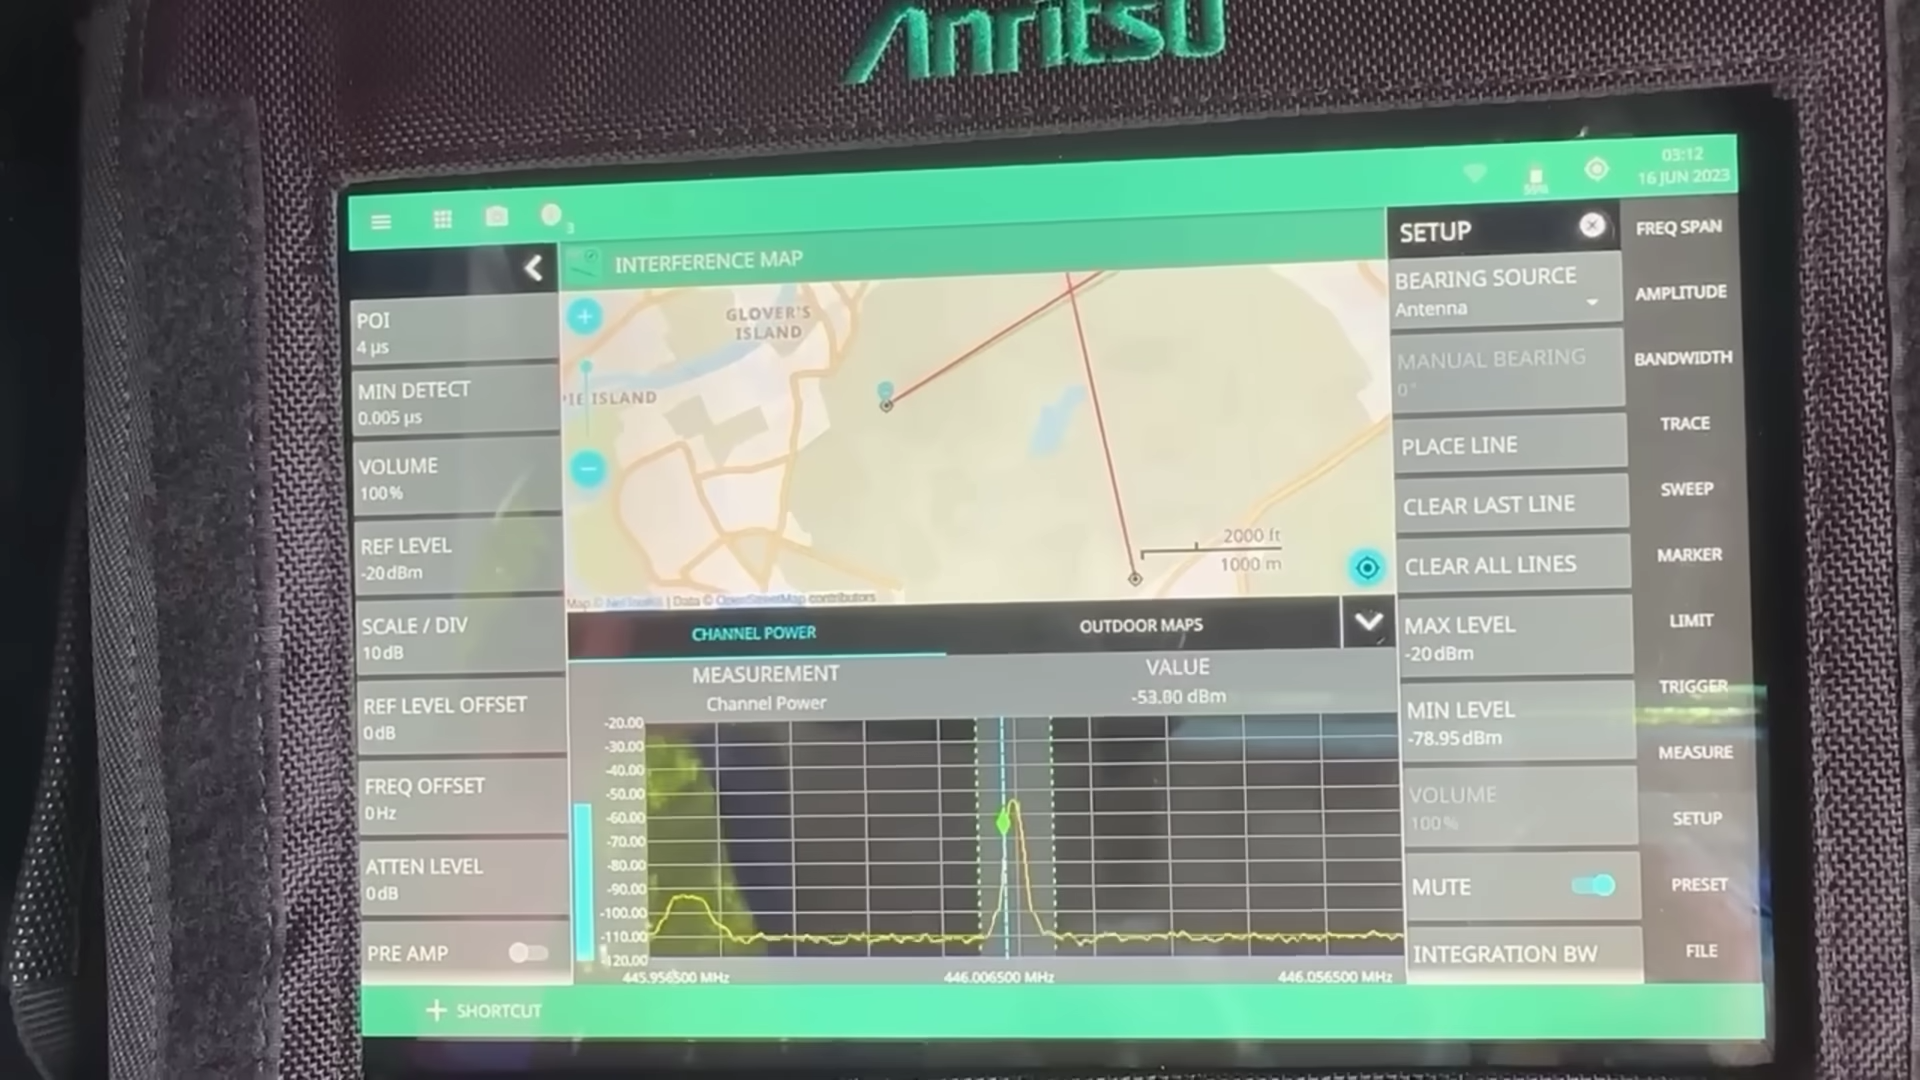 Anritsu
03:12
16 JUN 2023
3
INTERFERENCE MAP
POI
4 µs
MIN DETECT
0.005 µs
VOLUME
100%
REF LEVEL
-20 dBm
SCALE / DIV
10 dB
REF LEVEL OFFSET
0 dB
FREQ OFFSET
0 Hz
ATTEN LEVEL
0 dB
PRE AMP
+ SHORTCUT
GLOVER'S
ISLAND
PIE ISLAND
2000 ft
1000 m
| Data © OpenStreetMap contributors
CHANNEL POWER
OUTDOOR MAPS
MEASUREMENT
VALUE
Channel Power
-53.80 dBm
-20.00
-30.00
-40.00
-50.00
-60.00
-70.00
-80.00
-90.00
-100.00
-110.00
-120.00
445.956500 MHz
446.006500 MHz
446.056500 MHz
SETUP
BEARING SOURCE
Antenna
MANUAL BEARING
0°
PLACE LINE
CLEAR LAST LINE
CLEAR ALL LINES
MAX LEVEL
-20 dBm
MIN LEVEL
-78.95 dBm
VOLUME
100%
MUTE
INTEGRATION BW
FREQ SPAN
AMPLITUDE
BANDWIDTH
TRACE
SWEEP
MARKER
LIMIT
TRIGGER
MEASURE
SETUP
PRESET
FILE